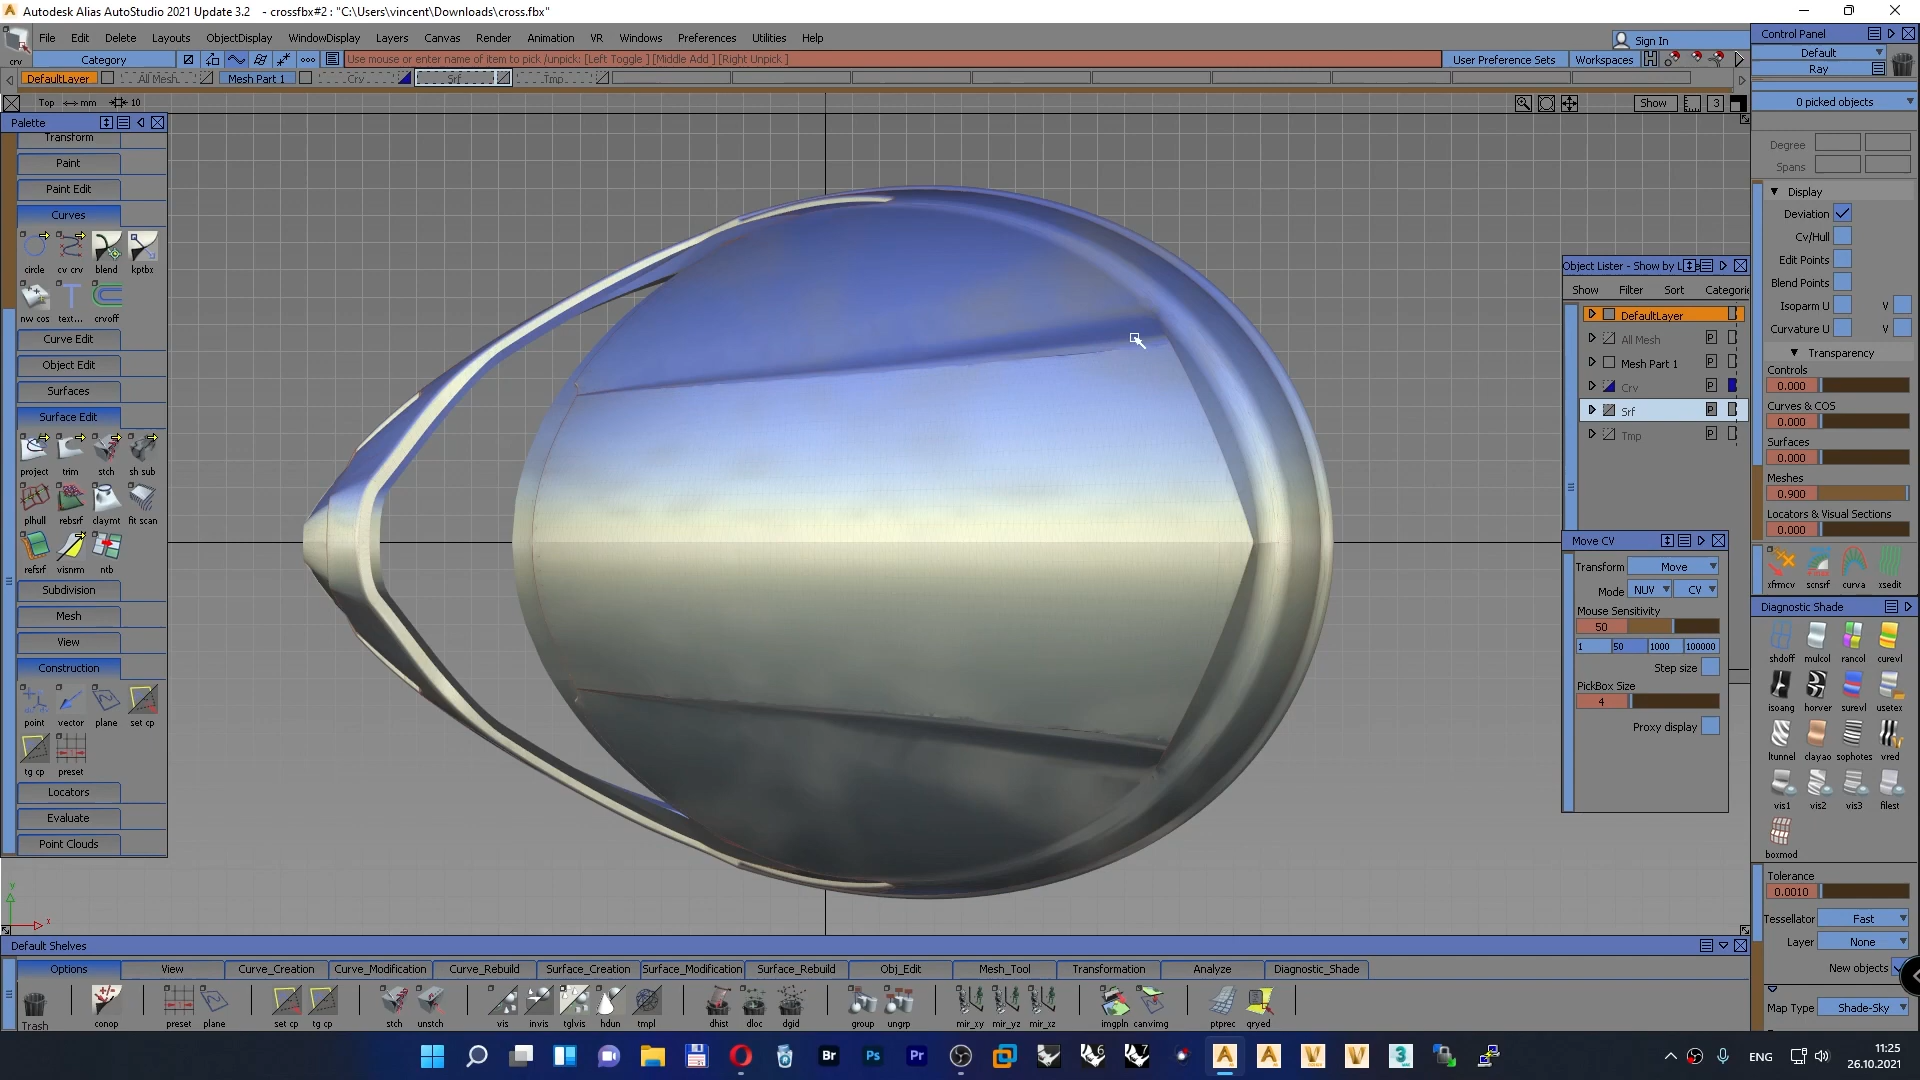 Autodesk Alias AutoStudio 2021 Update 3.2 - crossfbx#2 : "C:\Users\vincent\Downloads\cross.fbx"
File Edit Delete Layouts ObjectDisplay WindowDisplay Layers Canvas Render Animation VR Windows Preferences Utilities Help
Sign In
crv
Category
Use mouse or enter name of item to pick /unpick: [Left Toggle ] [Middle Add ] [Right Unpick ]
User Preference Sets
Workspaces
DefaultLayer All Mesh Mesh Part 1 Crv Srf Tmp
Top mm 10
Show 3
Palette
Transform
Paint
Paint Edit
Curves
circle cv crv blend kptbx
nw cos text... crvoff
Curve Edit
Object Edit
Surfaces
Surface Edit
project trim stch sh sub
plhull rebsrf claymt fit scan
refsrf visnrm ntb
Subdivision
Mesh
View
Construction
point vector plane set cp
tg cp preset
Locators
Evaluate
Point Clouds
y
x
Object Lister - Show by L
Show Filter Sort Categorie
DefaultLayer
All Mesh P
Mesh Part 1 P
Crv P
Srf P
Tmp P
Move CV
Transform Move
Mode NUV CV
Mouse Sensitivity
50
1 50 1000 100000
Step size
PickBox Size
4
Proxy display
Control Panel
Default
Ray
0 picked objects
Degree
Spans
Display
Deviation
Cv/Hull
Edit Points
Blend Points
Isoparm U V
Curvature U V
Transparency
Controls
0.000
Curves & COS
0.000
Surfaces
0.000
Meshes
0.900
Locators & Visual Sections
0.000
xfrmcv scnsrf curva xsedit
Diagnostic Shade
shdoff mulcol rancol curevl
isoang horver surevl usetex
ltunnel clayao sophotes vred
vis1 vis2 vis3 filest
boxmod
Tolerance
0.0010
Tessellator Fast
Layer None
New objects
Map Type Shade-Sky
Default Shelves
Options View Curve_Creation Curve_Modification Curve_Rebuild Surface_Creation Surface_Modification Surface_Rebuild Obj_Edit Mesh_Tool Transformation Analyze Diagnostic_Shade
Trash conop preset plane set cp tg cp stch unstch vis invis tglvis hdun tmpl dhist dloc dgid group ungrp mir_xy mir_yz mir_xz imgpln canvimg ptprec qryed
Br Ps Pr 6 7 3
ENG
11:25
26.10.2021